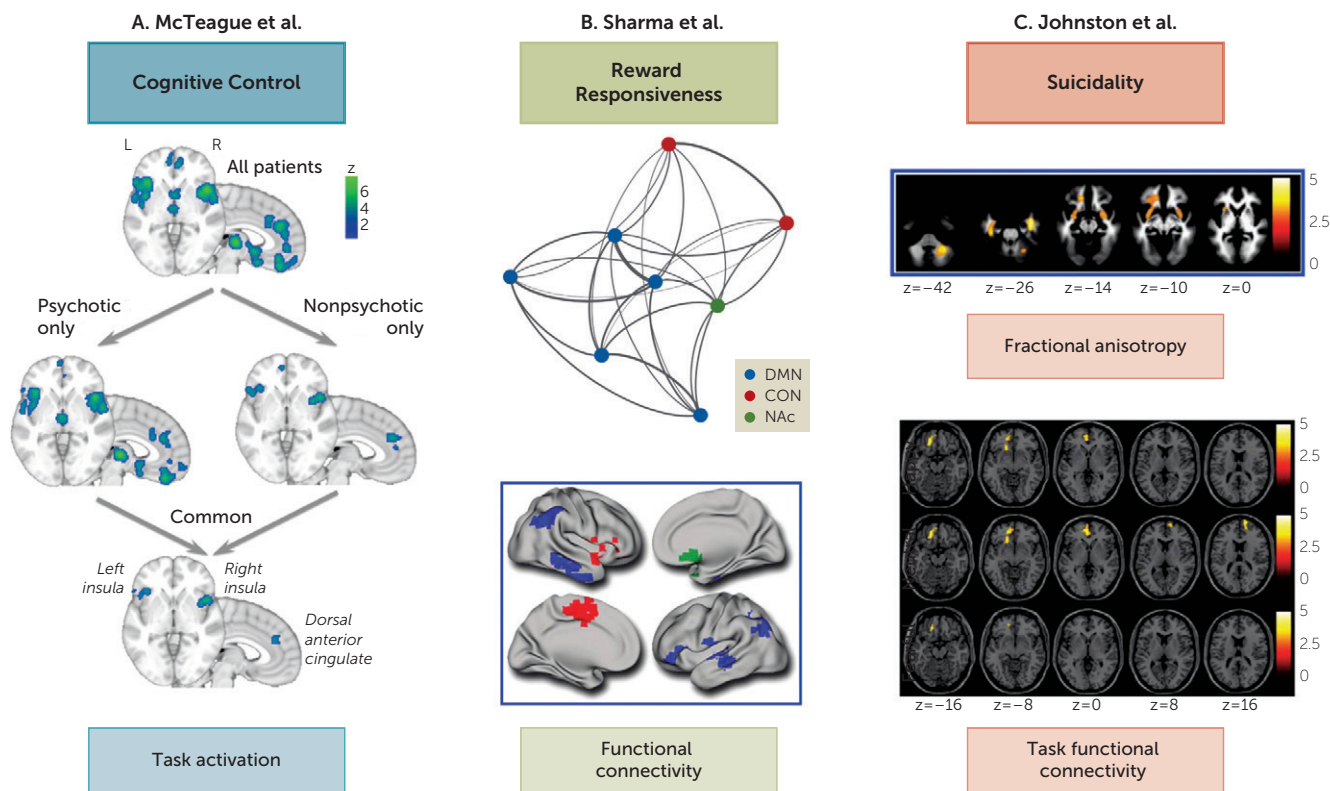 A. McTeague et al.
Cognitive Control
L
R
All patients
z
6
4
2
Psychotic
only
Nonpsychotic
only
Common
Left
insula
Right
insula
Dorsal
anterior
cingulate
Task activation
B. Sharma et al.
Reward
Responsiveness
DMN
CON
NAc
Functional
connectivity
C. Johnston et al.
Suicidality
5
2.5
0
z=−42
z=−26
z=−14
z=−10
z=0
Fractional anisotropy
5
2.5
0
5
2.5
0
5
2.5
0
z=−16
z=−8
z=0
z=8
z=16
Task functional
connectivity